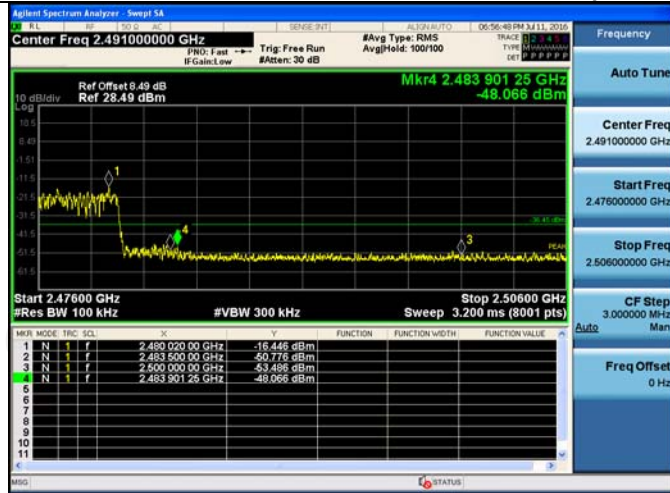 Agilent Spectrum Analyzer - Swept SA
RL RF 50 Ω AC SENSE:INT ALIGNAUTO 06:56:48 PM Jul 11, 2016
Center Freq 2.491000000 GHz
PNO: Fast
IFGain:Low
Trig: Free Run
#Atten: 30 dB
#Avg Type: RMS
Avg|Hold: 100/100
TRACE 1 2 3 4 5 6
TYPE M
DET P P P P P P
Ref Offset 8.49 dB
Ref 28.49 dBm
10 dB/div
Log
Mkr4 2.483 901 25 GHz
-48.066 dBm
18.5
8.49
-1.51
-11.5
-21.5
-31.5
-41.5
-51.5
-61.5
1
4
3
-36.45 dBm
PEAK
Start 2.47600 GHz
Stop 2.50600 GHz
#Res BW 100 kHz
#VBW 300 kHz
Sweep 3.200 ms (8001 pts)
MKR MODE TRC SCL X Y FUNCTION FUNCTION WIDTH FUNCTION VALUE
1 N 1 f 2.480 020 00 GHz -16.446 dBm
2 N 1 f 2.483 500 00 GHz -50.776 dBm
3 N 1 f 2.500 000 00 GHz -53.486 dBm
4 N 1 f 2.483 901 25 GHz -48.066 dBm
5
6
7
8
9
10
11
MSG
STATUS
Frequency
Auto Tune
Center Freq
2.491000000 GHz
Start Freq
2.476000000 GHz
Stop Freq
2.506000000 GHz
CF Step
3.000000 MHz
Auto Man
Freq Offset
0 Hz